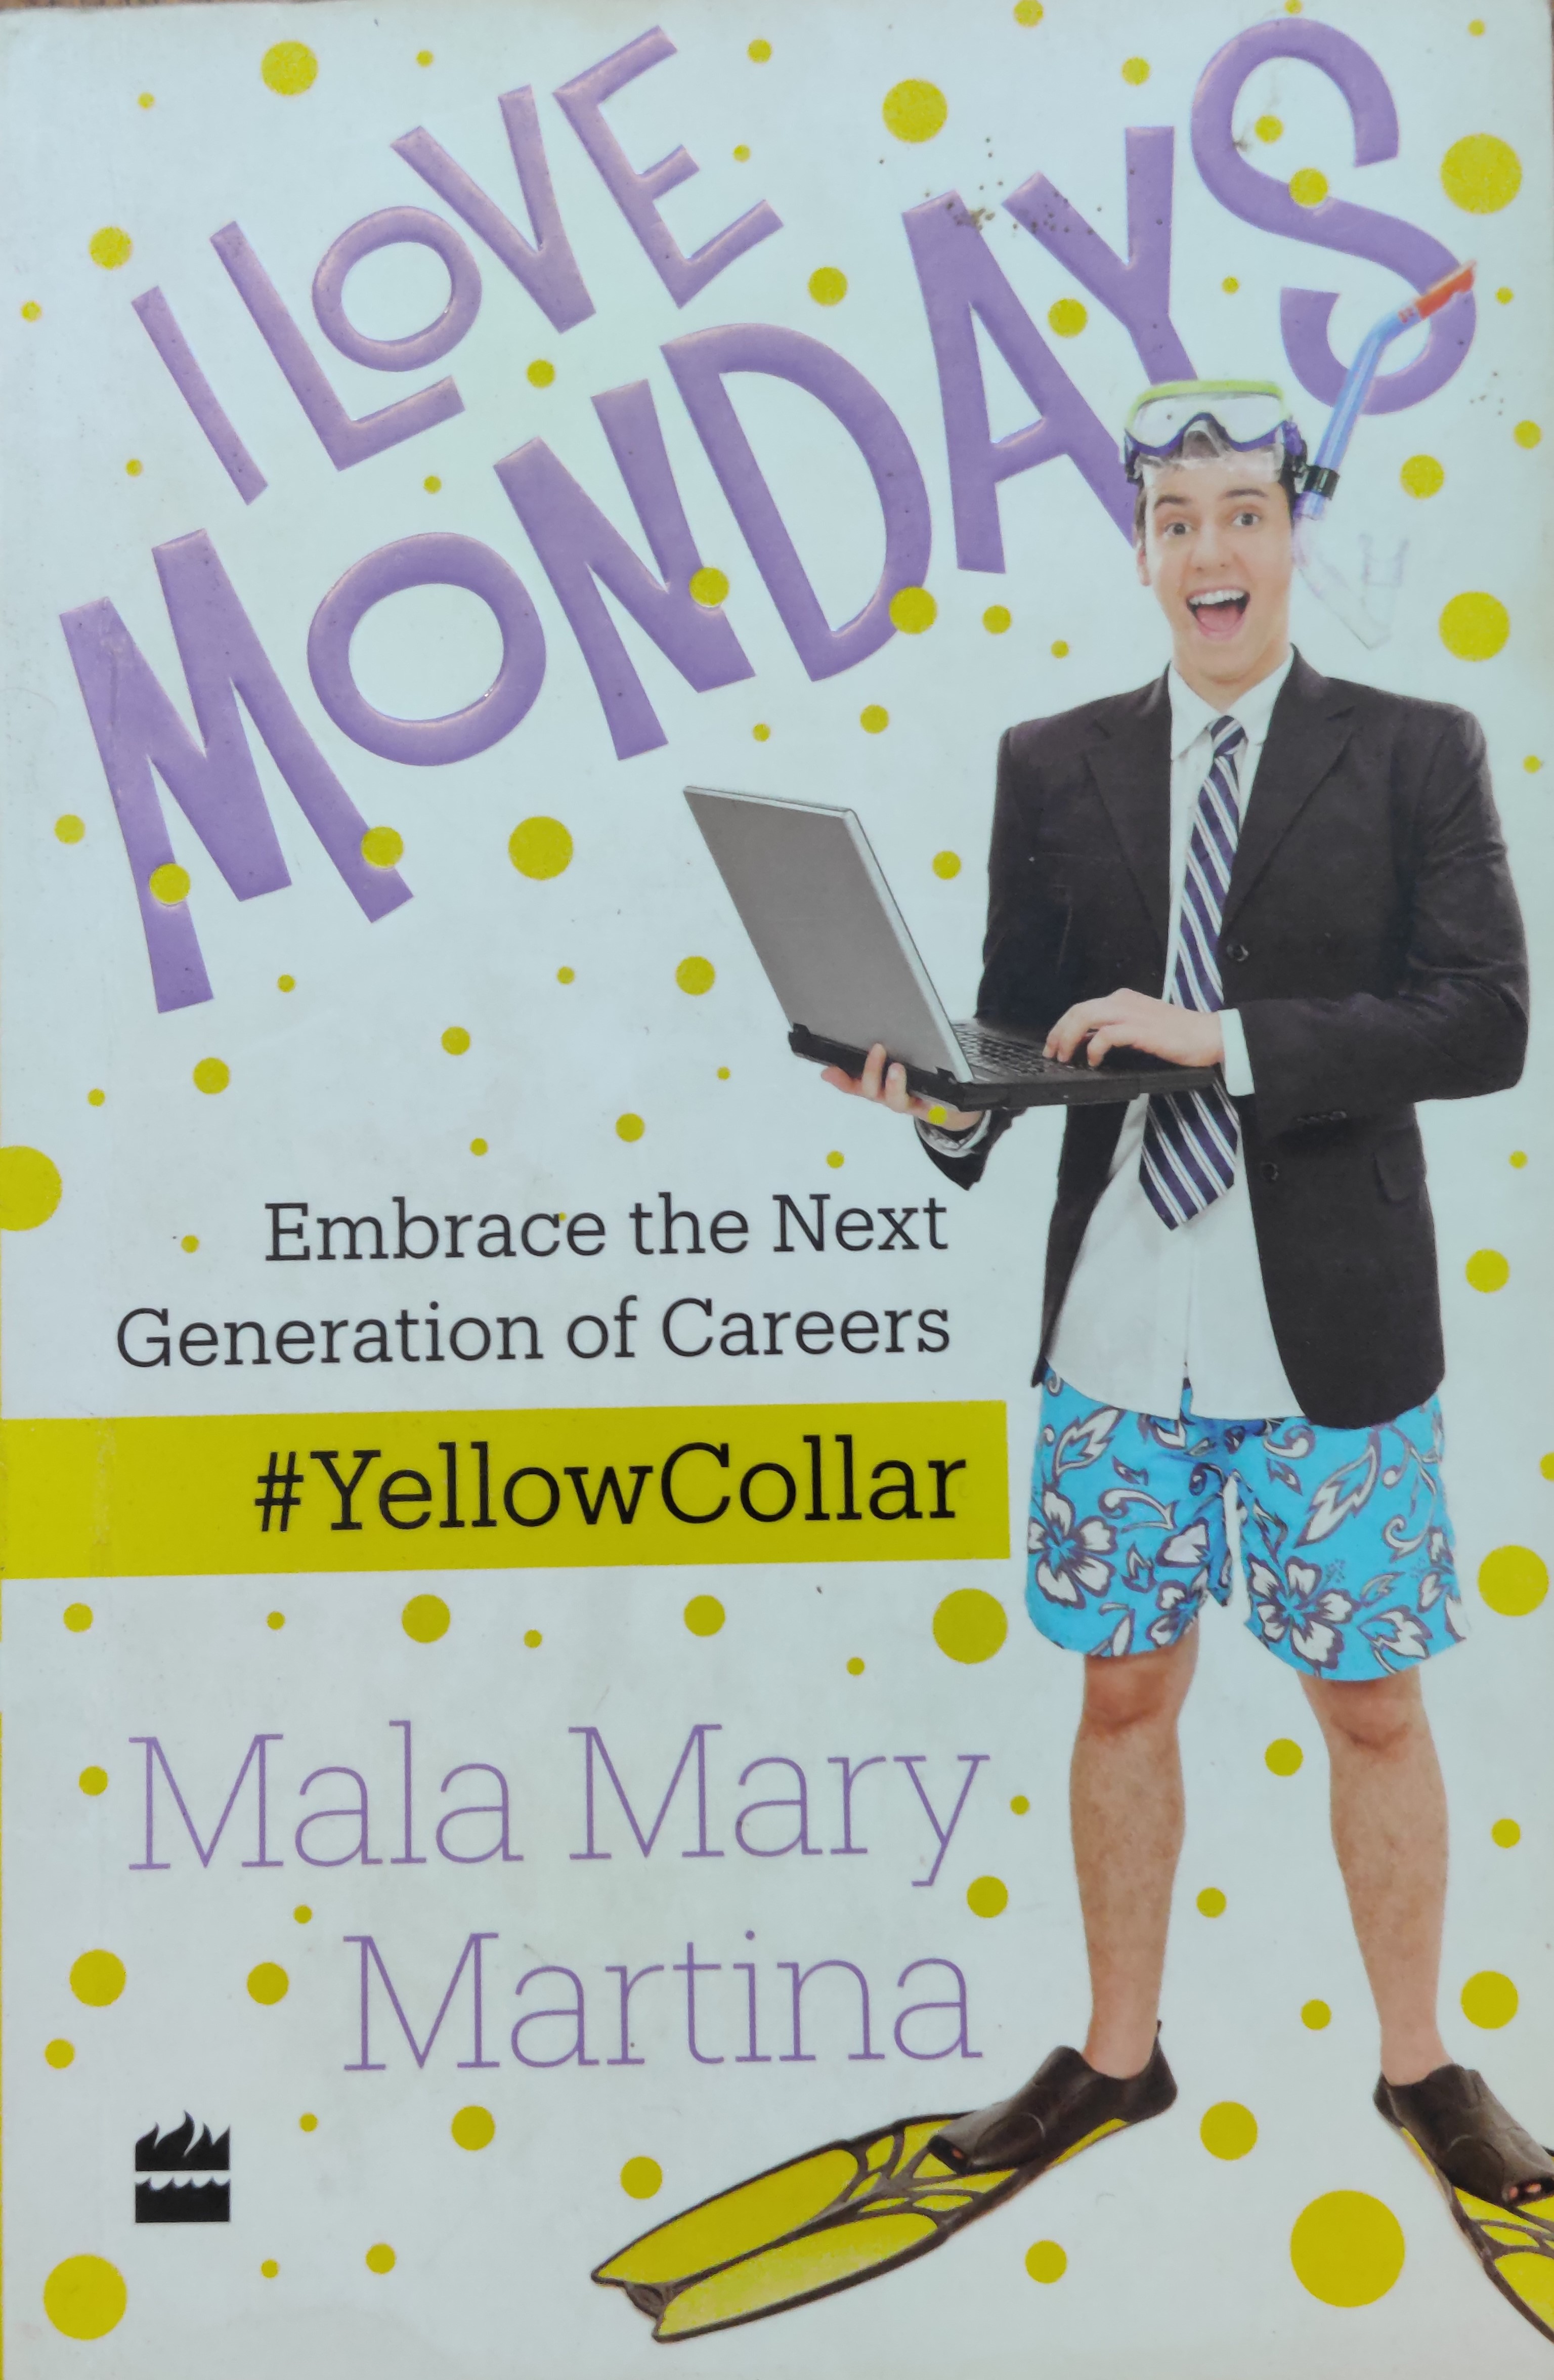 I LOVE
MONDAYS
Embrace the Next
Generation of Careers
#YellowCollar
Mala Mary
Martina